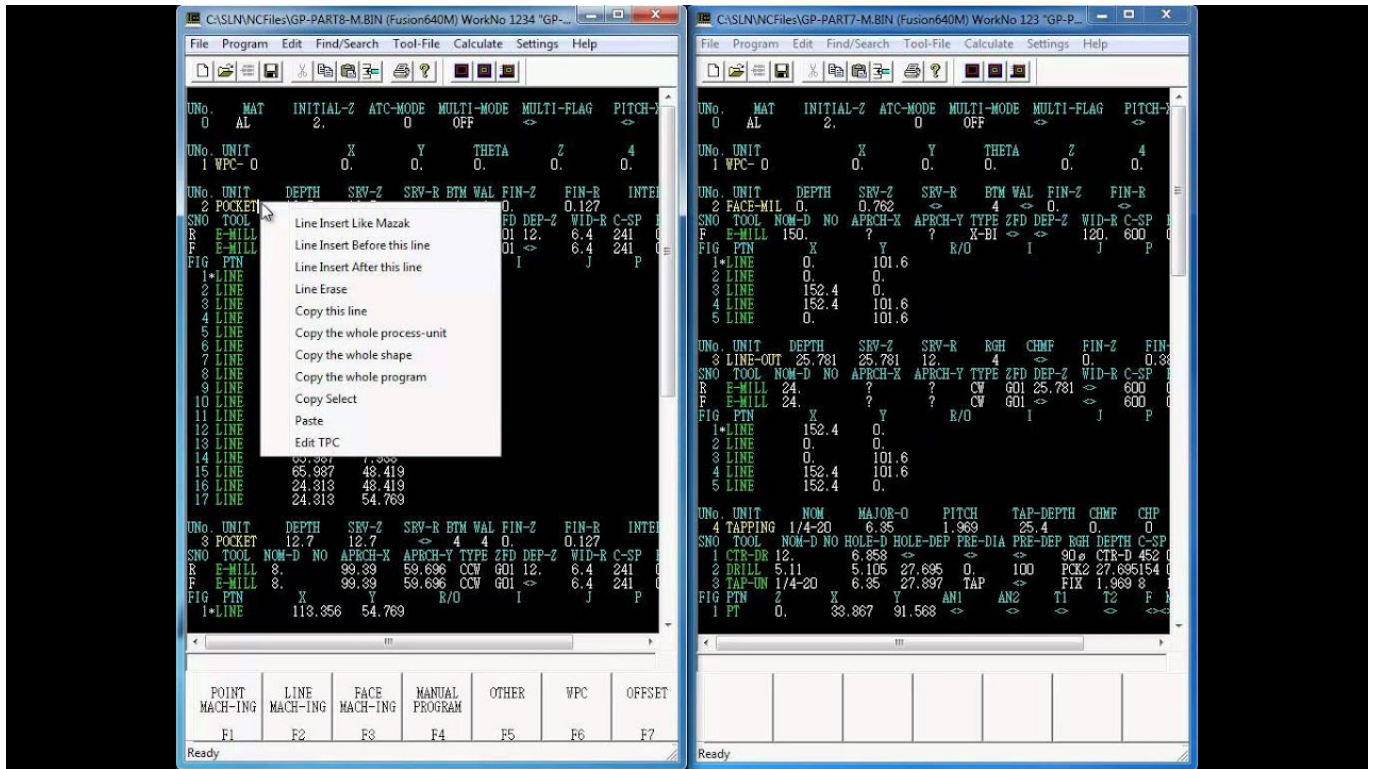 C:\SLN\NCFiles\GP-PART8-M.BIN (Fusion640M) WorkNo 1234 "GP-...
File Program Edit Find/Search Tool-File Calculate Settings Help
UNo. MAT INITIAL-Z ATC-MODE MULTI-MODE MULTI-FLAG PITCH-X
0 AL 2. 0 OFF <> <>
UNo. UNIT X Y THETA Z 4
1 WPC- 0 0. 0. 0. 0. 0.
UNo. UNIT DEPTH SRV-Z SRV-R BTM WAL FIN-Z FIN-R INTER
2 POCKET 0. 0.127
SNO TOOL FD DEP-Z WID-R C-SP
R E-MILL 01 12. 6.4 241
F E-MILL 01 <> 6.4 241
FIG PTN I J P
1*LINE
2 LINE
3 LINE
4 LINE
5 LINE
6 LINE
7 LINE
8 LINE
9 LINE
10 LINE
11 LINE
12 LINE
13 LINE
14 LINE
15 LINE 65.987 48.419
16 LINE 24.313 48.419
17 LINE 24.313 54.769
Line Insert Like Mazak
Line Insert Before this line
Line Insert After this line
Line Erase
Copy this line
Copy the whole process-unit
Copy the whole shape
Copy the whole program
Copy Select
Paste
Edit TPC
UNo. UNIT DEPTH SRV-Z SRV-R BTM WAL FIN-Z FIN-R INTER
3 POCKET 12.7 12.7 <> 4 4 0. 0.127
SNO TOOL NOM-D NO APRCH-X APRCH-Y TYPE ZFD DEP-Z WID-R C-SP
R E-MILL 8. 99.39 59.696 CCW G01 12. 6.4 241
F E-MILL 8. 99.39 59.696 CCW G01 <> 6.4 241
FIG PTN X Y R/O I J P
1*LINE 113.356 54.769
POINT MACH-ING LINE MACH-ING FACE MACH-ING MANUAL PROGRAM OTHER WPC OFFSET
F1 F2 F3 F4 F5 F6 F7
Ready
C:\SLN\NCFiles\GP-PART7-M.BIN (Fusion640M) WorkNo 123 "GP-P...
File Program Edit Find/Search Tool-File Calculate Settings Help
UNo. MAT INITIAL-Z ATC-MODE MULTI-MODE MULTI-FLAG PITCH-X
0 AL 2. 0 OFF <> <>
UNo. UNIT X Y THETA Z 4
1 WPC- 0 0. 0. 0. 0. 0.
UNo. UNIT DEPTH SRV-Z SRV-R BTM WAL FIN-Z FIN-R
2 FACE-MIL 0. 0.762 <> 4 <> 0. <>
SNO TOOL NOM-D NO APRCH-X APRCH-Y TYPE ZFD DEP-Z WID-R C-SP
F E-MILL 150. ? ? X-BI <> <> 120. 600
FIG PTN X Y R/O I J P
1*LINE 0. 101.6
2 LINE 0. 0.
3 LINE 152.4 0.
4 LINE 152.4 101.6
5 LINE 0. 101.6
UNo. UNIT DEPTH SRV-Z SRV-R RGH CHMF FIN-Z FIN-
3 LINE-OUT 25.781 25.781 12. 4 <> 0. 0.38
SNO TOOL NOM-D NO APRCH-X APRCH-Y TYPE ZFD DEP-Z WID-R C-SP
R E-MILL 24. ? ? CW G01 25.781 <> 600
F E-MILL 24. ? ? CW G01 <> <> 600
FIG PTN X Y R/O I J P
1*LINE 152.4 0.
2 LINE 0. 0.
3 LINE 0. 101.6
4 LINE 152.4 101.6
5 LINE 152.4 0.
UNo. UNIT NOM MAJOR-O PITCH TAP-DEPTH CHMF CHP
4 TAPPING 1/4-20 6.35 1.969 25.4 0. 0
SNO TOOL NOM-D NO HOLE-D HOLE-DEP PRE-DIA PRE-DEP RGH DEPTH C-SP
1 CTR-DR 12. 6.858 <> <> <> 90ø CTR-D 452 0
2 DRILL 5.11 5.105 27.695 0. 100 PCK2 27.695154 0
3 TAP-UN 1/4-20 6.35 27.897 TAP <> FIX 1.969 8 1
FIG PTN Z X Y AN1 AN2 T1 T2 F
1 PT 0. 33.867 91.568 <> <> <> <> <><
Ready